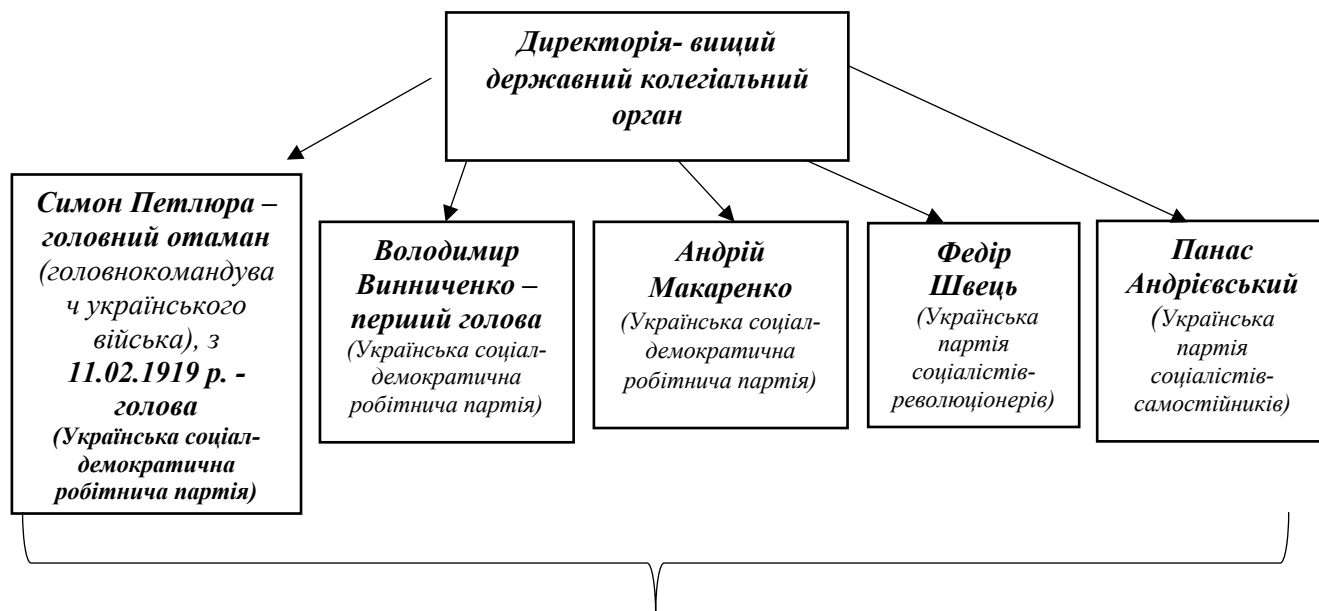 Директорія- вищий
державний колегіальний
орган
Симон Петлюра –
головний отаман
(головнокомандува
ч українського
війська), з
11.02.1919 р. -
голова
(Українська соціал-
демократична
робітнича партія)
Володимир
Винниченко –
перший голова
(Українська соціал-
демократична
робітнича партія)
Андрій
Макаренко
(Українська соціал-
демократична
робітнича партія)
Федір
Швець
(Українська
партія
соціалістів-
революціонерів)
Панас
Андрієвський
(Українська
партія
соціалістів-
самостійників)